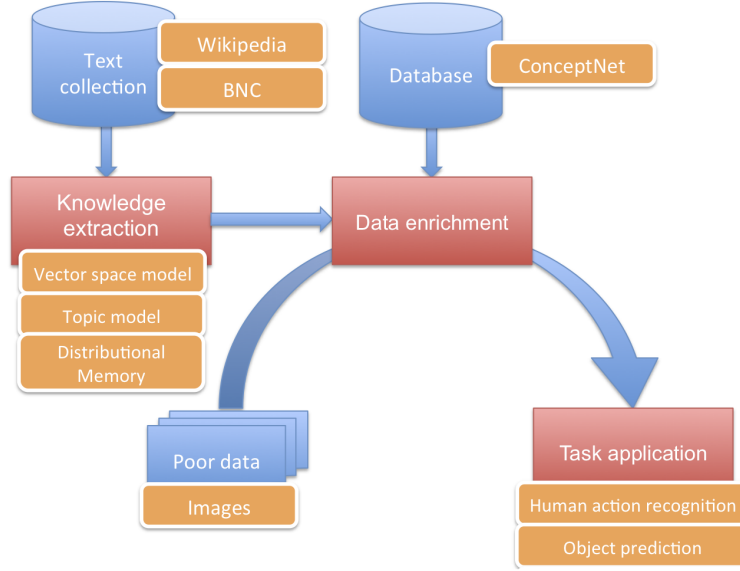 Text
collection
Wikipedia
BNC
Database
ConceptNet
Knowledge
extraction
Vector space model
Topic model
Distributional
Memory
Data enrichment
Poor data
Images
Task application
Human action recognition
Object prediction